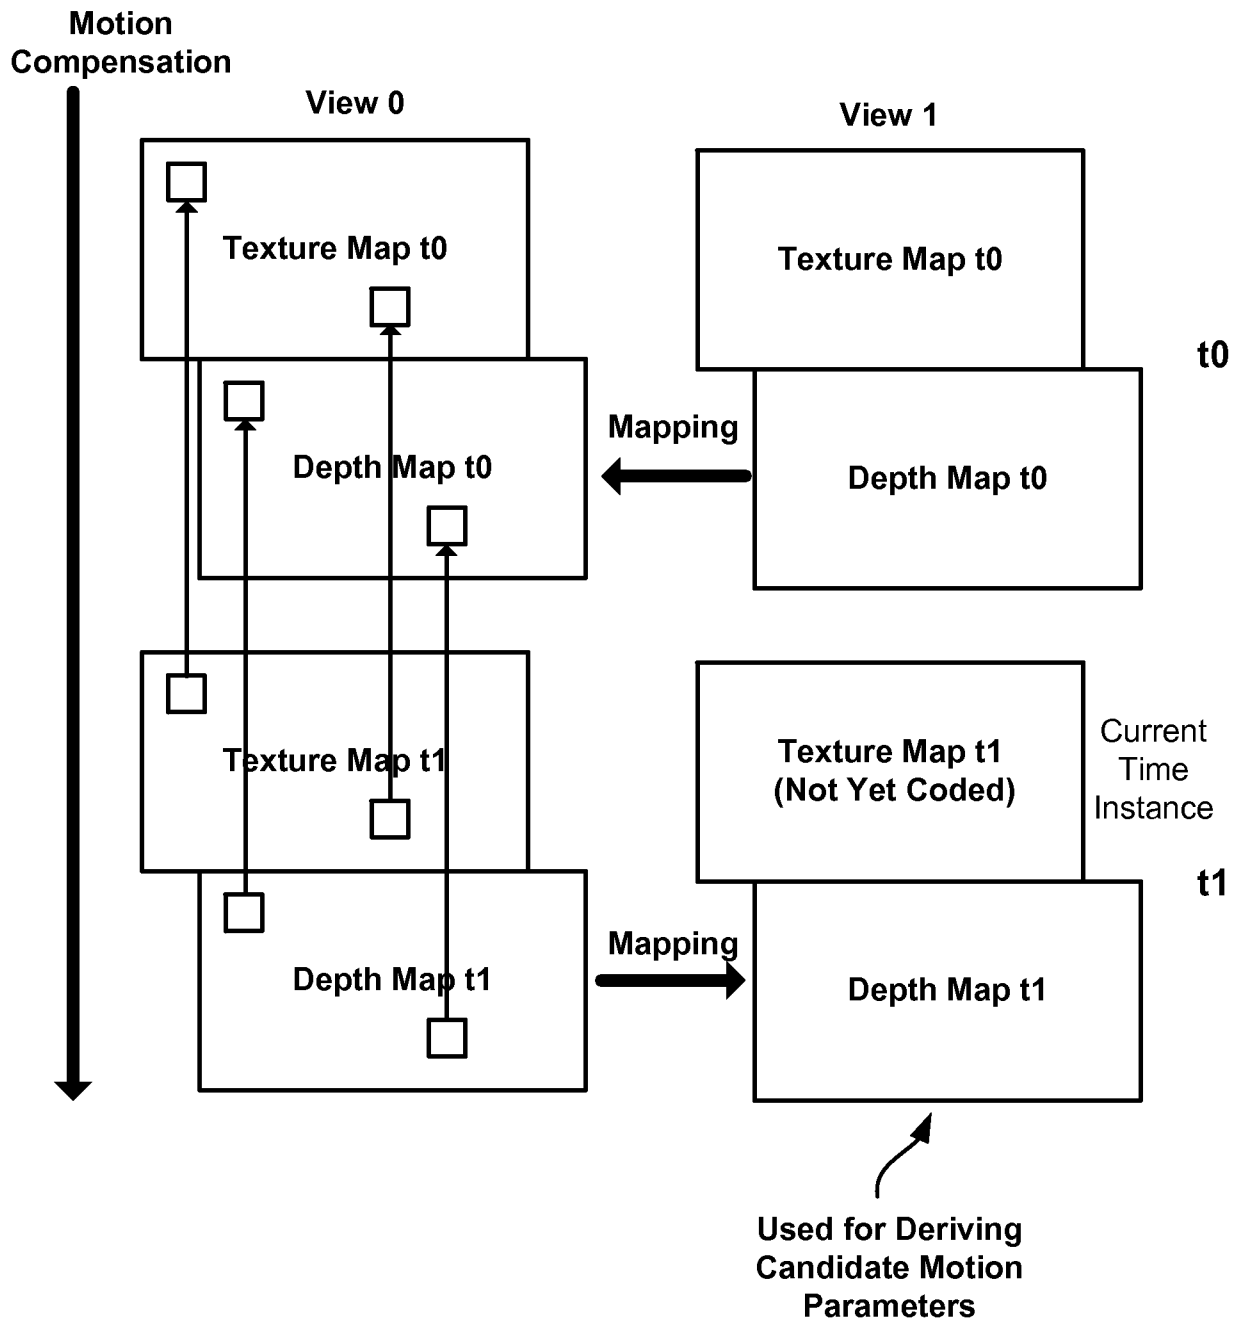 Motion
Compensation
View 0
View 1
Texture Map t0
Texture Map t0
t0
Mapping
Depth Map t0
Depth Map t0
Texture Map t1
Texture Map t1
(Not Yet Coded)
Current
Time
Instance
t1
Mapping
Depth Map t1
Depth Map t1
Used for Deriving
Candidate Motion
Parameters